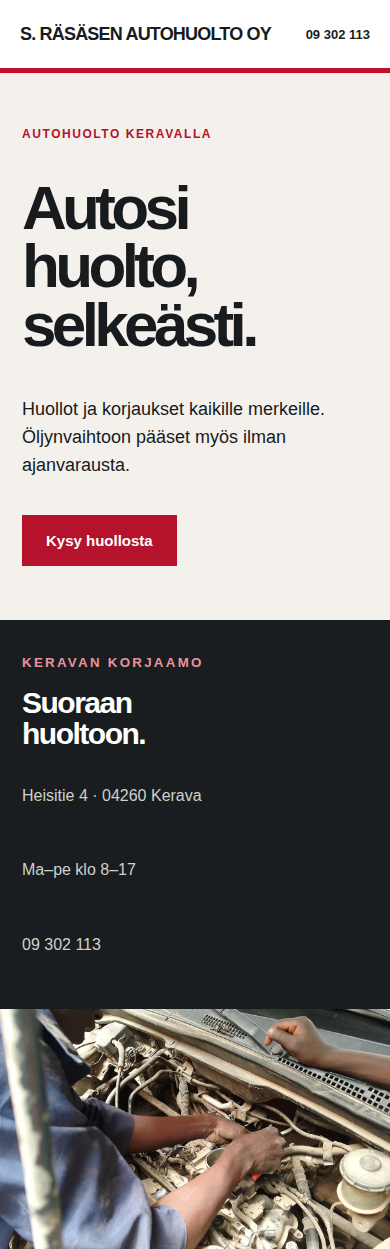 S. RÄSÄSEN AUTOHUOLTO OY
09 302 113
AUTOHUOLTO KERAVALLA
Autosi
huolto,
selkeästi.
Huollot ja korjaukset kaikille merkeille.
Öljynvaihtoon pääset myös ilman
ajanvarausta.
Kysy huollosta
KERAVAN KORJAAMO
Suoraan
huoltoon.
Heisitie 4 · 04260 Kerava
Ma–pe klo 8–17
09 302 113